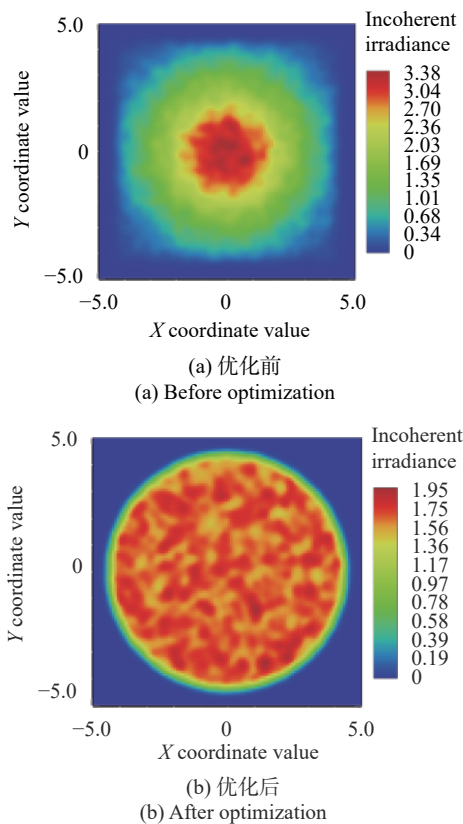 Incoherent
irradiance
5.0
0
−5.0
Y coordinate value
3.38
3.04
2.70
2.36
2.03
1.69
1.35
1.01
0.68
0.34
0
−5.0 0 5.0
X coordinate value
(a) 优化前
(a) Before optimization
Incoherent
irradiance
5.0
0
−5.0
Y coordinate value
1.95
1.75
1.56
1.36
1.17
0.97
0.78
0.58
0.39
0.19
0
−5.0 0 5.0
X coordinate value
(b) 优化后
(b) After optimization